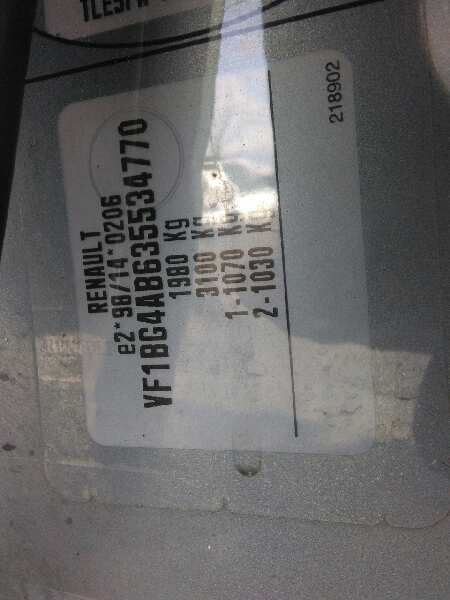 RENAULT
e2*98/14*0206
VF1BG4AB635534770
1980 Kg
3100 Kg
1-1070 Kg
2-1030 Kg
218902